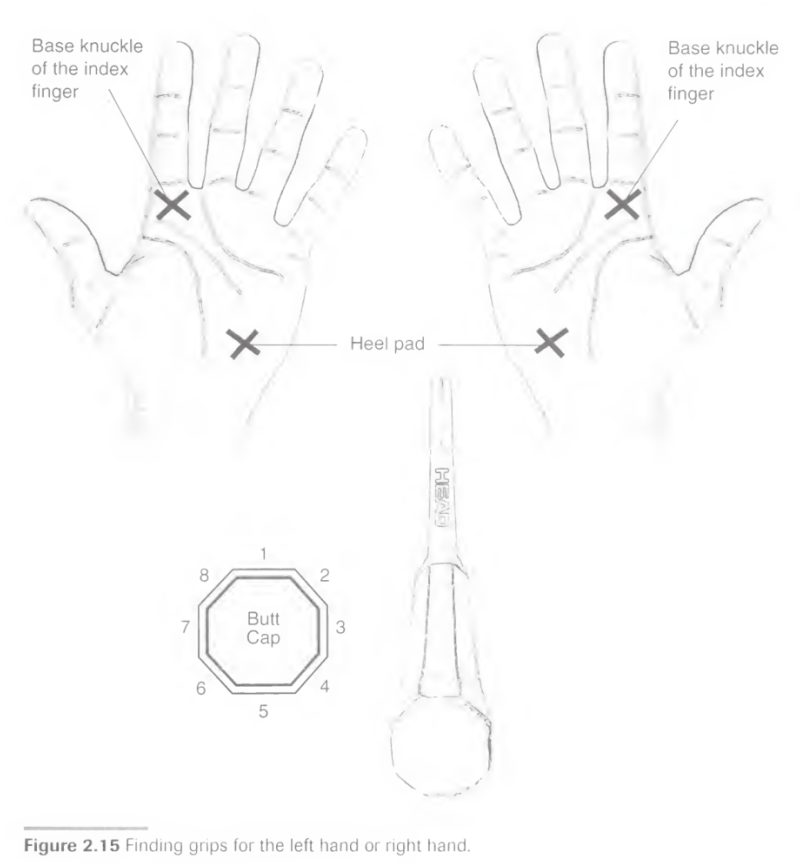 Base knuckle
of the index
finger
Base knuckle
of the index
finger
Heel pad
HEAD
1
8
2
7
Butt
Cap
3
6
4
5
Figure 2.15 Finding grips for the left hand or right hand.